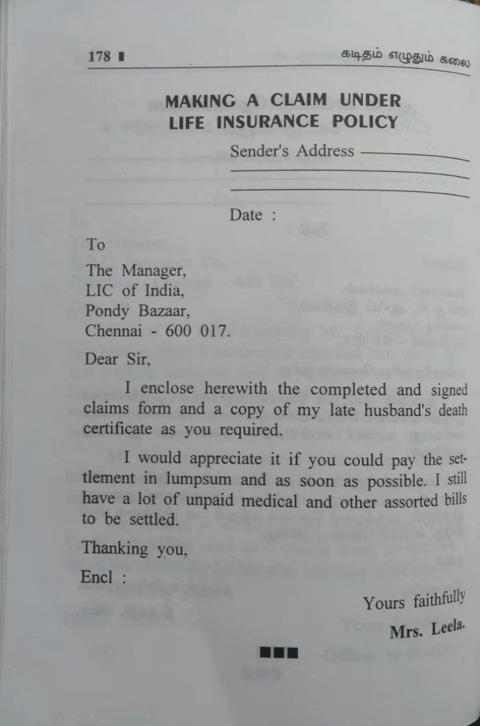 178 ▮ கடிதம் எழுதும் கலை
MAKING A CLAIM UNDER
LIFE INSURANCE POLICY
Sender's Address
Date :
To
The Manager,
LIC of India,
Pondy Bazaar,
Chennai - 600 017.
Dear Sir,
I enclose herewith the completed and signed
claims form and a copy of my late husband's death
certificate as you required.
I would appreciate it if you could pay the set-
tlement in lumpsum and as soon as possible. I still
have a lot of unpaid medical and other assorted bills
to be settled.
Thanking you,
Encl :
Yours faithfully
Mrs. Leela.